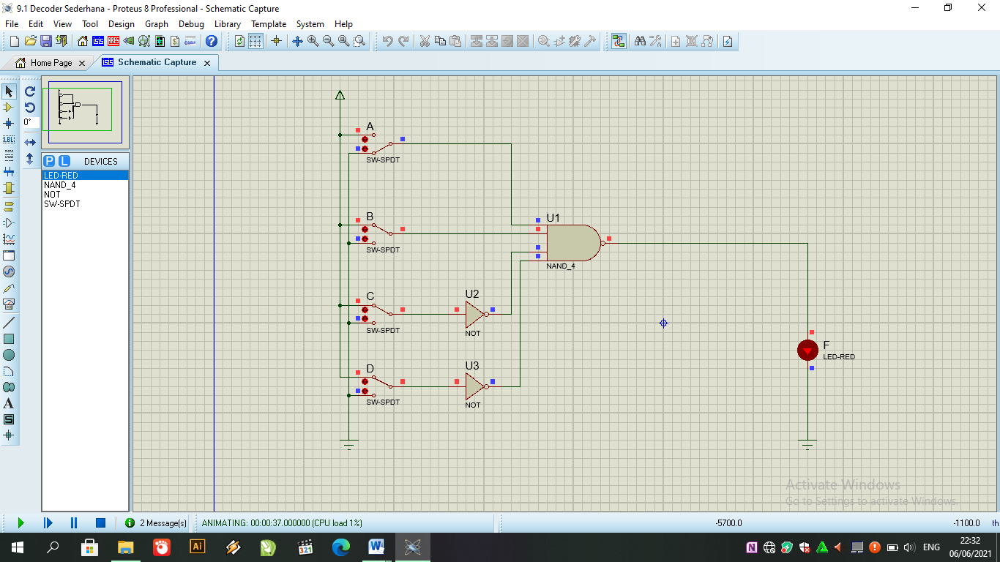 9.1 Decoder Sederhana - Proteus 8 Professional - Schematic Capture
File Edit View Tool Design Graph Debug Library Template System Help
Home Page
Schematic Capture
0°
LBL
P L DEVICES
LED-RED
NAND_4
NOT
SW-SPDT
A
SW-SPDT
B
SW-SPDT
C
SW-SPDT
D
SW-SPDT
U1
NAND_4
U2
NOT
U3
NOT
F
LED-RED
Activate Windows
Go to Settings to activate Windows.
2 Message(s)
ANIMATING: 00:00:37.000000 (CPU load 1%)
-5700.0
-1100.0
th
Ai
321
W
N
ENG
22:32
06/06/2021